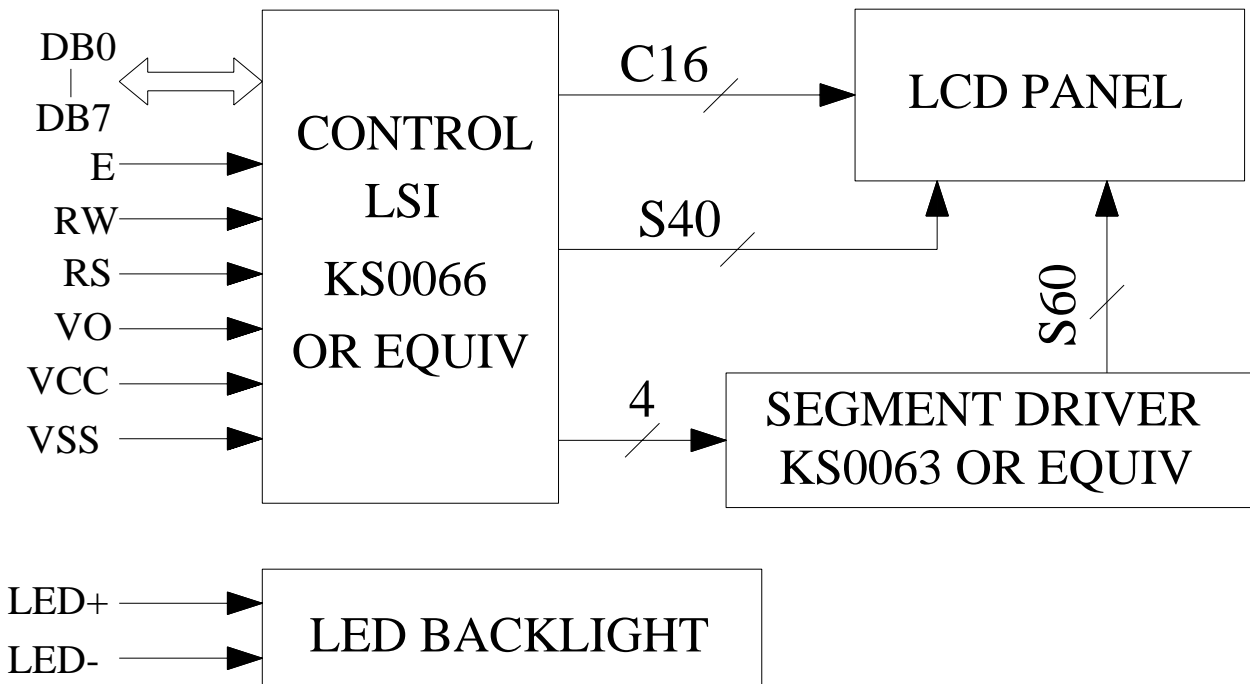 DB0
DB7
E
RW
RS
VO
VCC
VSS
CONTROL
LSI
KS0066
OR EQUIV
C16
S40
4
LCD PANEL
S60
SEGMENT DRIVER
KS0063 OR EQUIV
LED+
LED-
LED BACKLIGHT